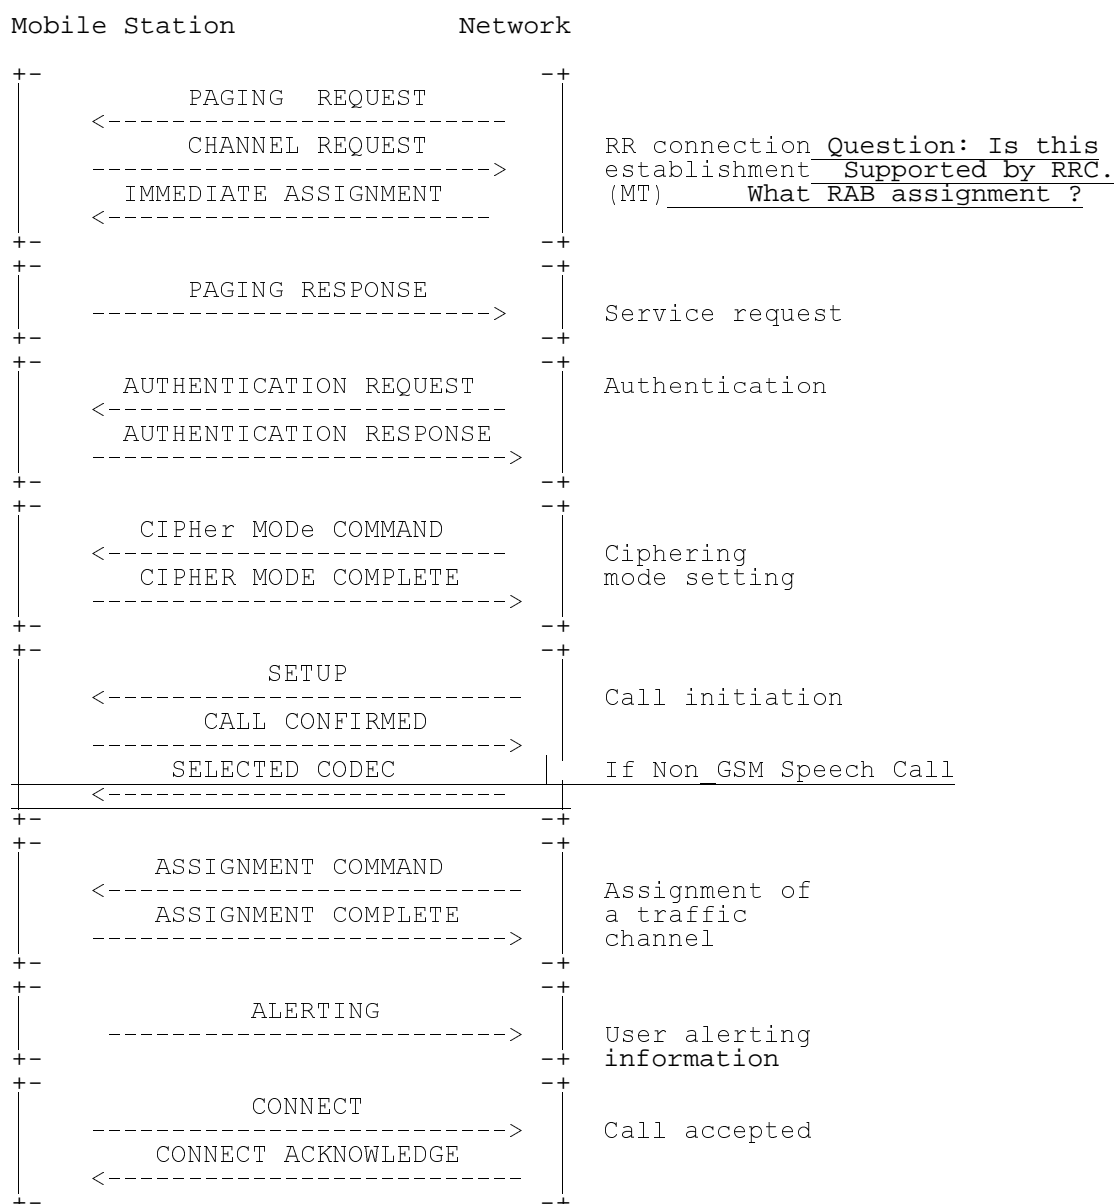 Mobile Station Network
PAGING REQUEST
CHANNEL REQUEST RR connection Question: Is this
establishment Supported by RRC.
IMMEDIATE ASSIGNMENT (MT) What RAB assignment ?
PAGING RESPONSE
Service request
AUTHENTICATION REQUEST Authentication
AUTHENTICATION RESPONSE
CIPHer MODe COMMAND
Ciphering
CIPHER MODE COMPLETE mode setting
SETUP
Call initiation
CALL CONFIRMED
SELECTED CODEC If Non_GSM Speech Call
ASSIGNMENT COMMAND
Assignment of
ASSIGNMENT COMPLETE a traffic
channel
ALERTING
User alerting
information
CONNECT
Call accepted
CONNECT ACKNOWLEDGE